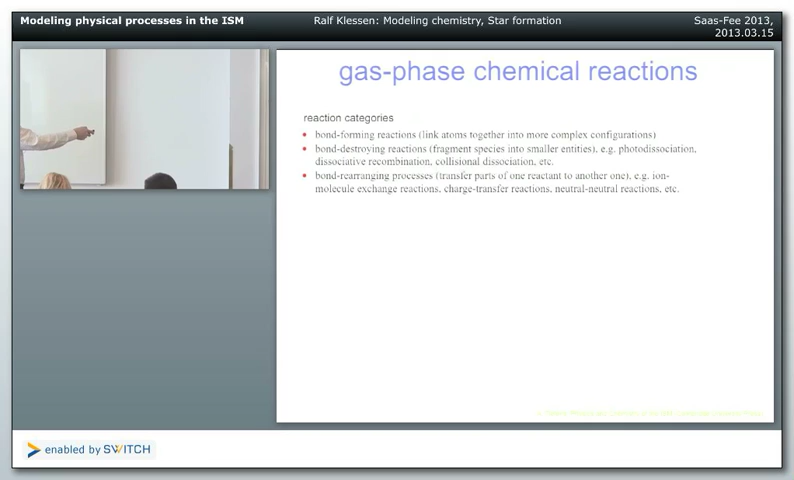 Modeling physical processes in the ISM
Ralf Klessen: Modeling chemistry, Star formation
Saas-Fee 2013,
2013.03.15
gas-phase chemical reactions
reaction categories
• bond-forming reactions (link atoms together into more complex configurations)
• bond-destroying reactions (fragment species into smaller entities), e.g. photodissociation,
dissociative recombination, collisional dissociation, etc.
• bond-rearranging processes (transfer parts of one reactant to another one), e.g. ion-
molecule exchange reactions, charge-transfer reactions, neutral-neutral reactions, etc.
enabled by SWITCH